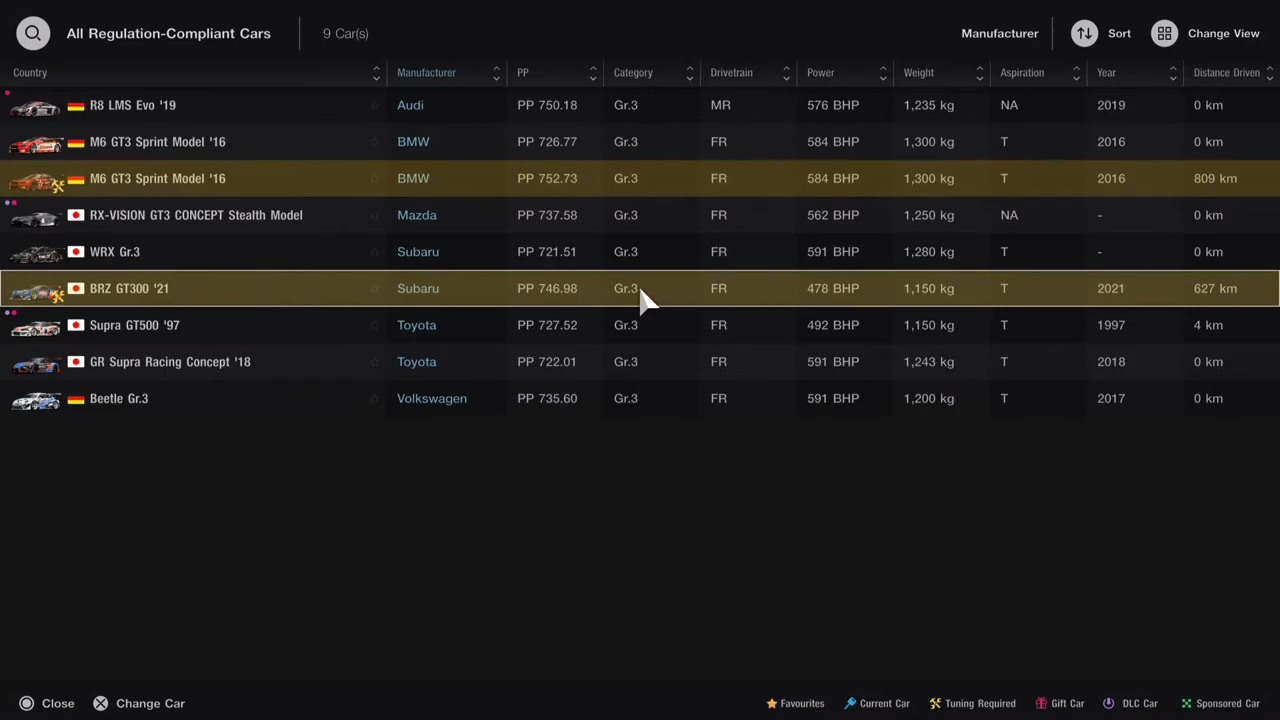 All Regulation-Compliant Cars 9 Car(s) Manufacturer Sort Change View
Country Manufacturer PP Category Drivetrain Power Weight Aspiration Year Distance Driven
R8 LMS Evo '19 Audi PP 750.18 Gr.3 MR 576 BHP 1,235 kg NA 2019 0 km
M6 GT3 Sprint Model '16 BMW PP 726.77 Gr.3 FR 584 BHP 1,300 kg T 2016 0 km
M6 GT3 Sprint Model '16 BMW PP 752.73 Gr.3 FR 584 BHP 1,300 kg T 2016 809 km
RX-VISION GT3 CONCEPT Stealth Model Mazda PP 737.58 Gr.3 FR 562 BHP 1,250 kg NA - 0 km
WRX Gr.3 Subaru PP 721.51 Gr.3 FR 591 BHP 1,280 kg T - 0 km
BRZ GT300 '21 Subaru PP 746.98 Gr.3 FR 478 BHP 1,150 kg T 2021 627 km
Supra GT500 '97 Toyota PP 727.52 Gr.3 FR 492 BHP 1,150 kg T 1997 4 km
GR Supra Racing Concept '18 Toyota PP 722.01 Gr.3 FR 591 BHP 1,243 kg T 2018 0 km
Beetle Gr.3 Volkswagen PP 735.60 Gr.3 FR 591 BHP 1,200 kg T 2017 0 km
Close Change Car Favourites Current Car Tuning Required Gift Car DLC Car Sponsored Car